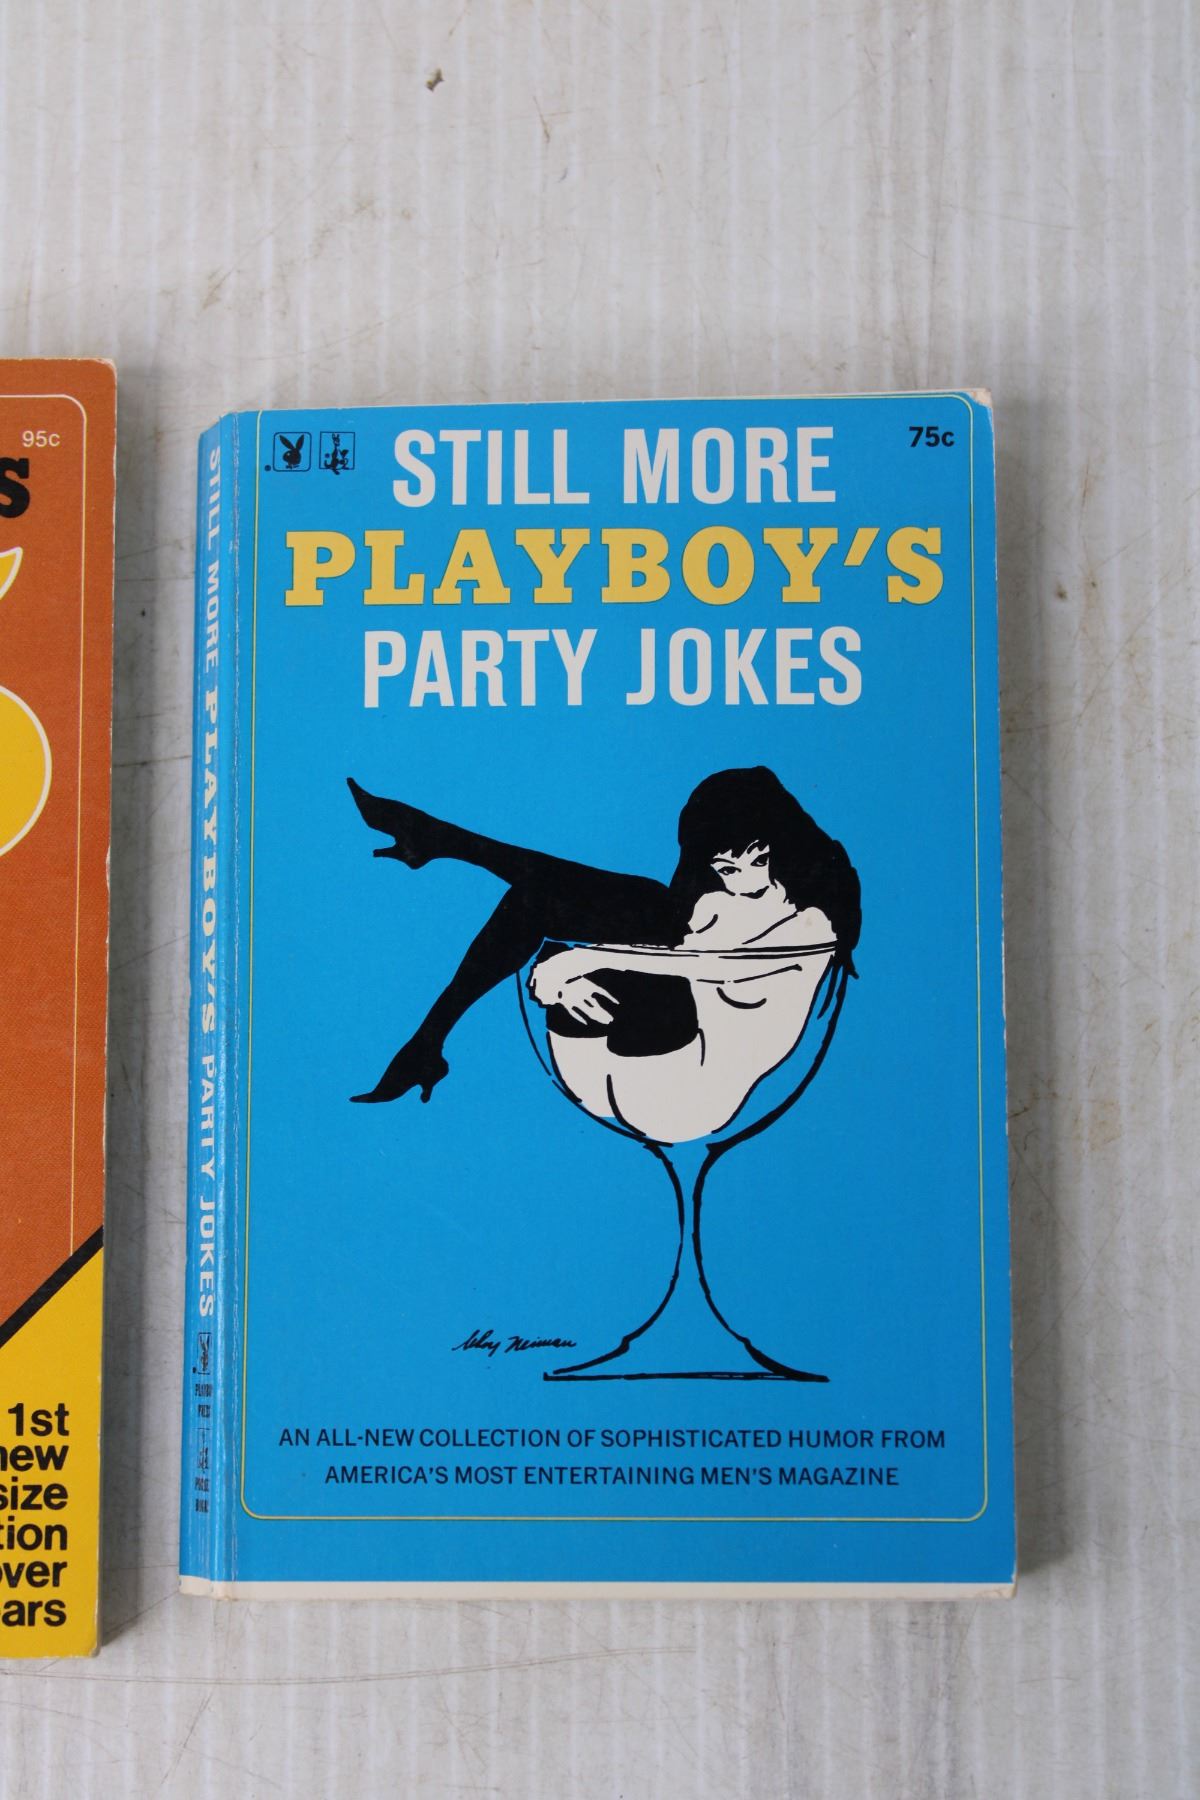 95c
S
1st
new
size
tion
over
ears
STILL MORE PLAYBOY'S PARTY JOKES
75c
STILL MORE
PLAYBOY'S
PARTY JOKES
LeRoy Neiman
AN ALL-NEW COLLECTION OF SOPHISTICATED HUMOR FROM
AMERICA'S MOST ENTERTAINING MEN'S MAGAZINE